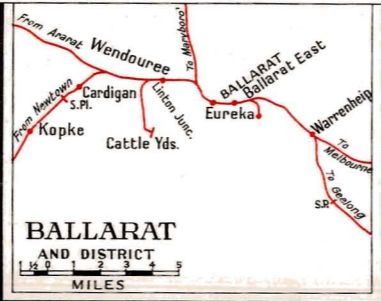 From Ararat
Wendouree
To Maryboro'
BALLARAT
Ballarat East
Cardigan
S.Pl.
Linton Junc.
Eureka
From Newtown
Kopke
Cattle Yds.
Warrenheip
To Melbourne
To Geelong
S.P.
BALLARAT
AND DISTRICT
1 ½ 0 1 2 3 4 5
MILES